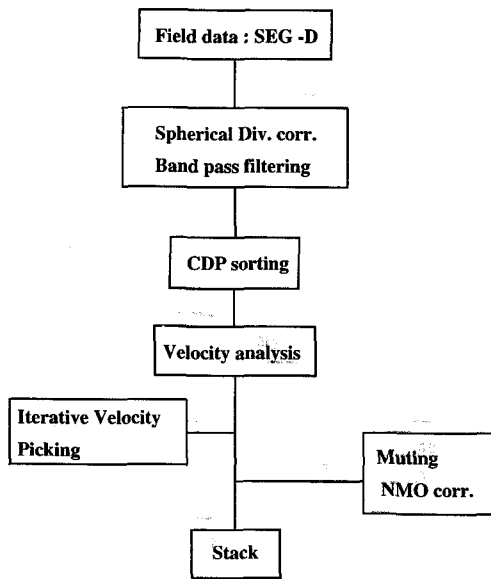 Field data : SEG -D
Spherical Div. corr.
Band pass filtering
CDP sorting
Velocity analysis
Iterative Velocity
Picking
Muting
NMO corr.
Stack